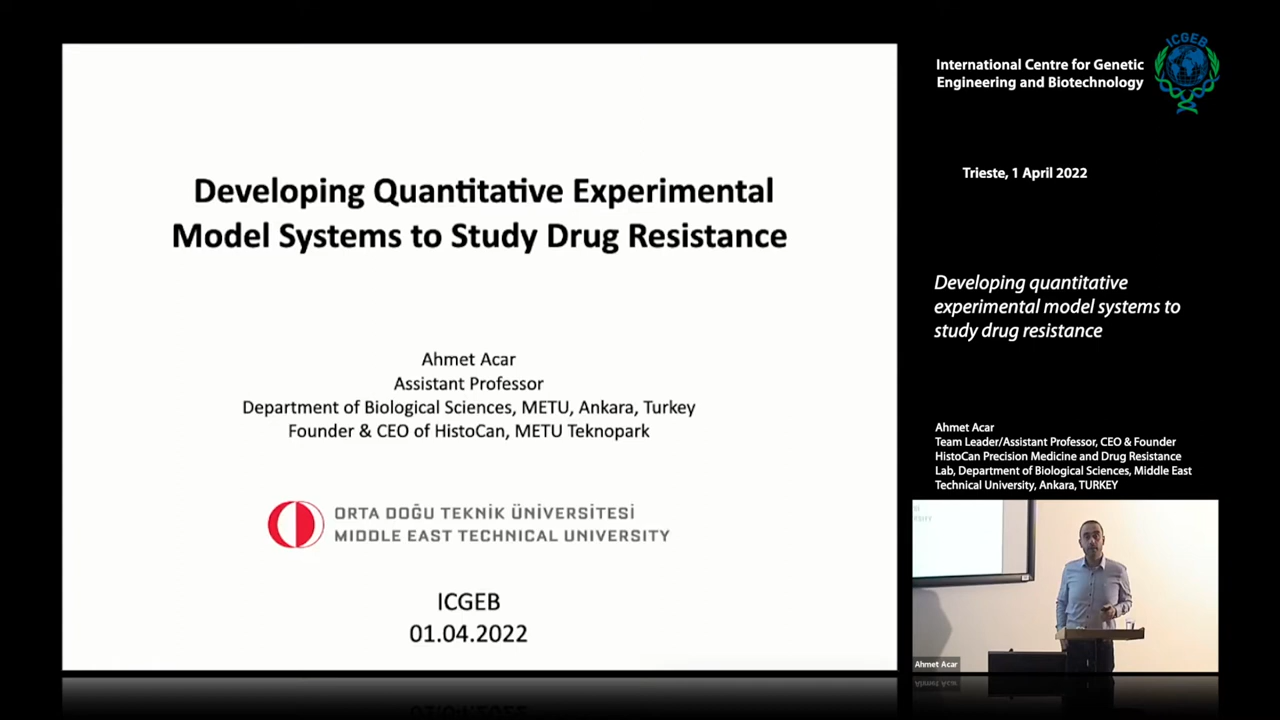 Developing Quantitative Experimental
Model Systems to Study Drug Resistance
Ahmet Acar
Assistant Professor
Department of Biological Sciences, METU, Ankara, Turkey
Founder & CEO of HistoCan, METU Teknopark
ORTA DOĞU TEKNİK ÜNİVERSİTESİ
MIDDLE EAST TECHNICAL UNIVERSITY
ICGEB
01.04.2022
International Centre for Genetic
Engineering and Biotechnology
ICGEB
Trieste, 1 April 2022
Developing quantitative
experimental model systems to
study drug resistance
Ahmet Acar
Team Leader/Assistant Professor, CEO & Founder
HistoCan Precision Medicine and Drug Resistance
Lab, Department of Biological Sciences, Middle East
Technical University, Ankara, TURKEY
Ahmet Acar